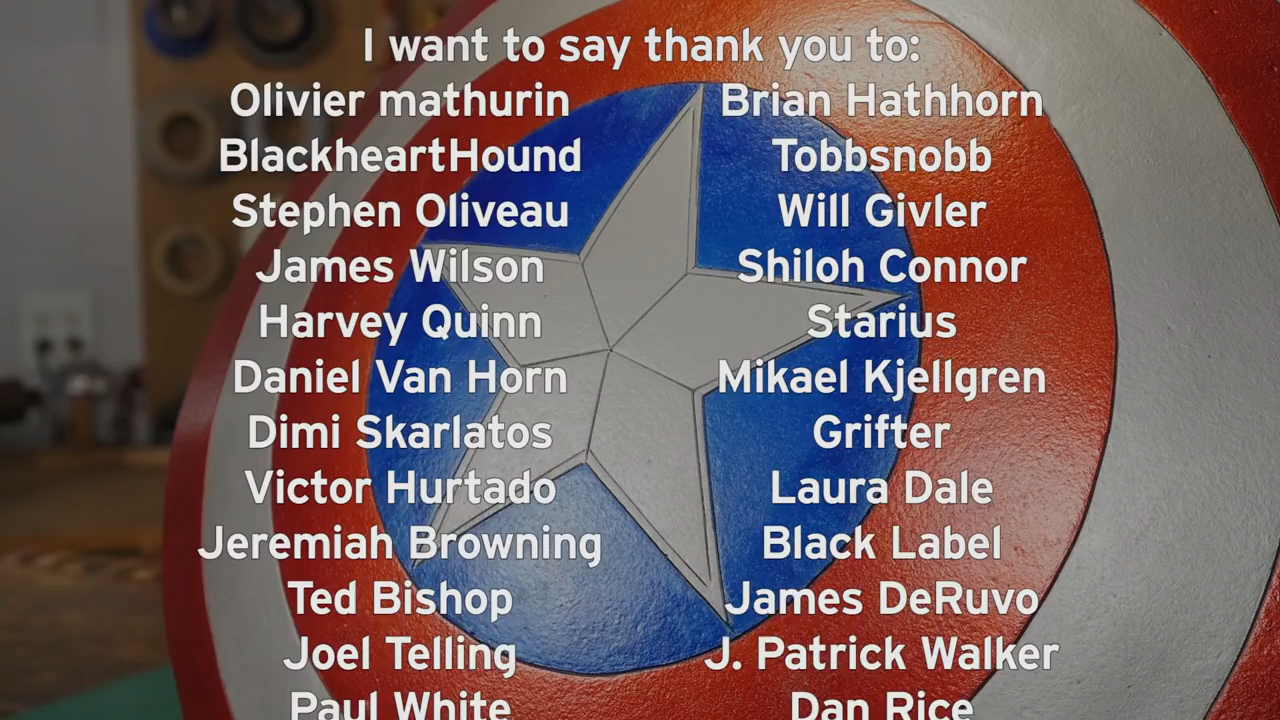 I want to say thank you to:
Olivier mathurin
BlackheartHound
Stephen Oliveau
James Wilson
Harvey Quinn
Daniel Van Horn
Dimi Skarlatos
Victor Hurtado
Jeremiah Browning
Ted Bishop
Joel Telling
Paul White
Brian Hathhorn
Tobbsnobb
Will Givler
Shiloh Connor
Starius
Mikael Kjellgren
Grifter
Laura Dale
Black Label
James DeRuvo
J. Patrick Walker
Dan Rice